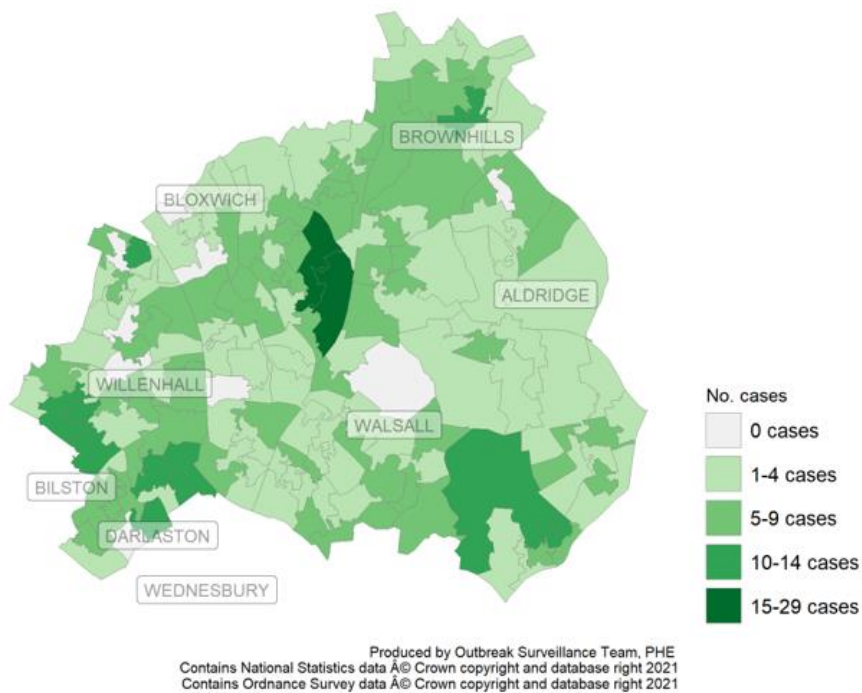 BROWNHILLS
BLOXWICH
ALDRIDGE
WILLENHALL
WALSALL
BILSTON
DARLASTON
WEDNESBURY
No. cases
0 cases
1-4 cases
5-9 cases
10-14 cases
15-29 cases
Produced by Outbreak Surveillance Team, PHE
Contains National Statistics data Â© Crown copyright and database right 2021
Contains Ordnance Survey data Â© Crown copyright and database right 2021